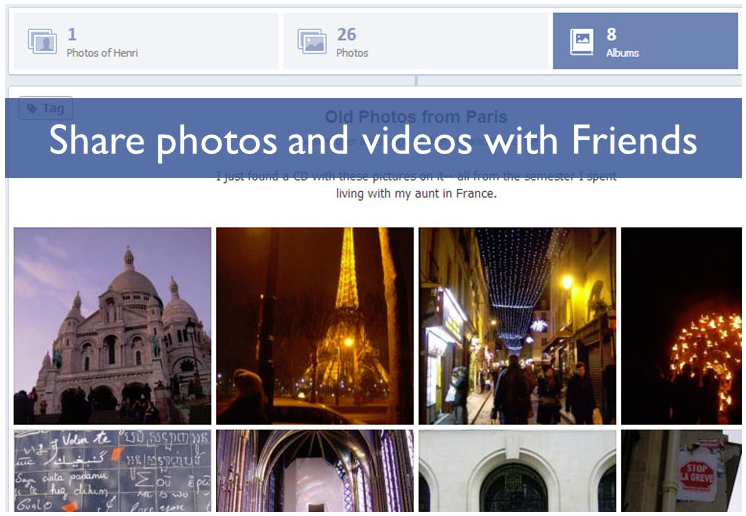 1
Photos of Henri
26
Photos
8
Albums
Tag
Old Photos from Paris
Share photos and videos with Friends
I just found a CD with these pictures on it-- all from the semester I spent
living with my aunt in France.
Volim te
STOP
LA GREVE